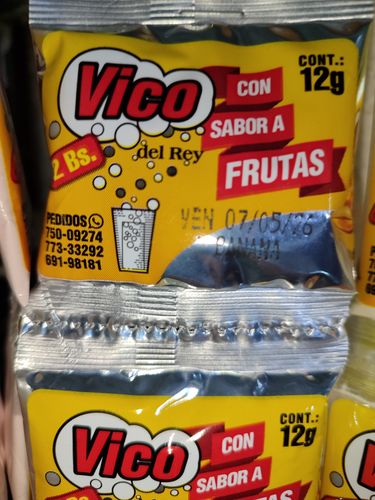 Vico
del Rey
2 Bs.
CON
SABOR A
FRUTAS
CONT.:
12g
PEDIDOS
750-09274
773-33292
691-98181
VEN 07/05/26
BANANA
Vico
CON
SABOR A
FRUTAS
CONT.:
12g